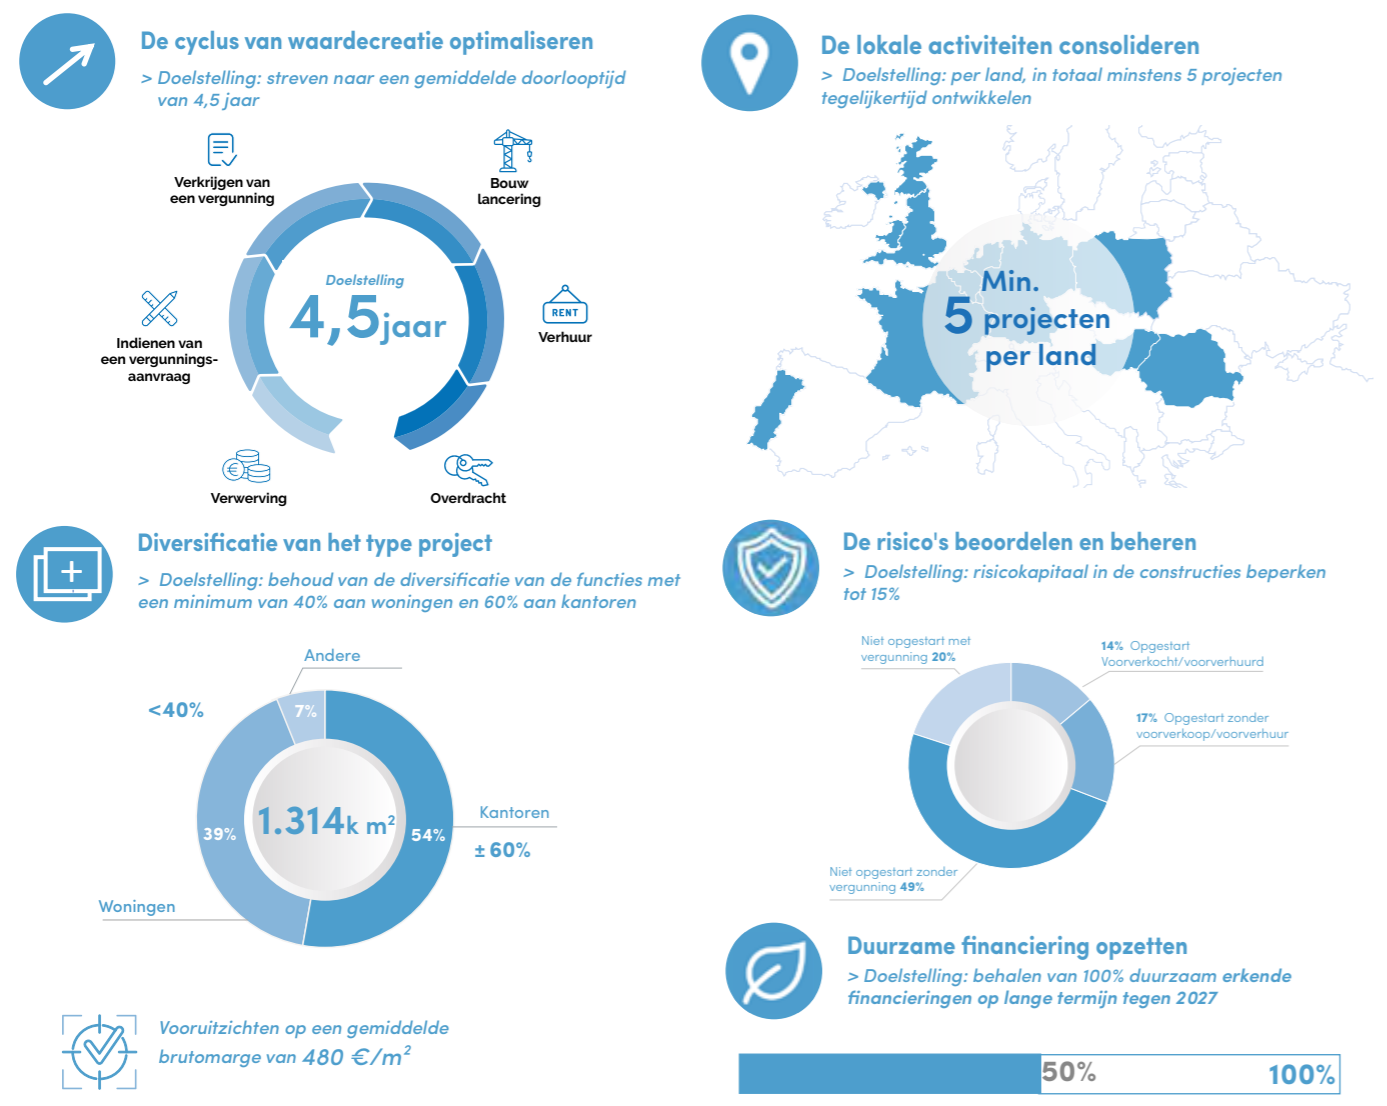 De cyclus van waardecreatie optimaliseren
> Doelstelling: streven naar een gemiddelde doorlooptijd
van 4,5 jaar
Verkrijgen van
een vergunning
Bouw
lancering
Indienen van
een vergunnings-
aanvraag
Doelstelling
4,5jaar
RENT
Verhuur
€
Verwerving
Overdracht
De lokale activiteiten consolideren
> Doelstelling: per land, in totaal minstens 5 projecten
tegelijkertijd ontwikkelen
Min.
5 projecten
per land
Diversificatie van het type project
> Doelstelling: behoud van de diversificatie van de functies met
een minimum van 40% aan woningen en 60% aan kantoren
Andere
<40%
7%
1.314k m²
39%
54%
Kantoren
± 60%
Woningen
Vooruitzichten op een gemiddelde
brutomarge van 480 €/m²
De risico's beoordelen en beheren
> Doelstelling: risicokapitaal in de constructies beperken
tot 15%
Niet opgestart met
vergunning 20%
14% Opgestart
Voorverkocht/voorverhuurd
17% Opgestart zonder
voorverkoop/voorverhuur
Niet opgestart zonder
vergunning 49%
Duurzame financiering opzetten
> Doelstelling: behalen van 100% duurzaam erkende
financieringen op lange termijn tegen 2027
50%
100%